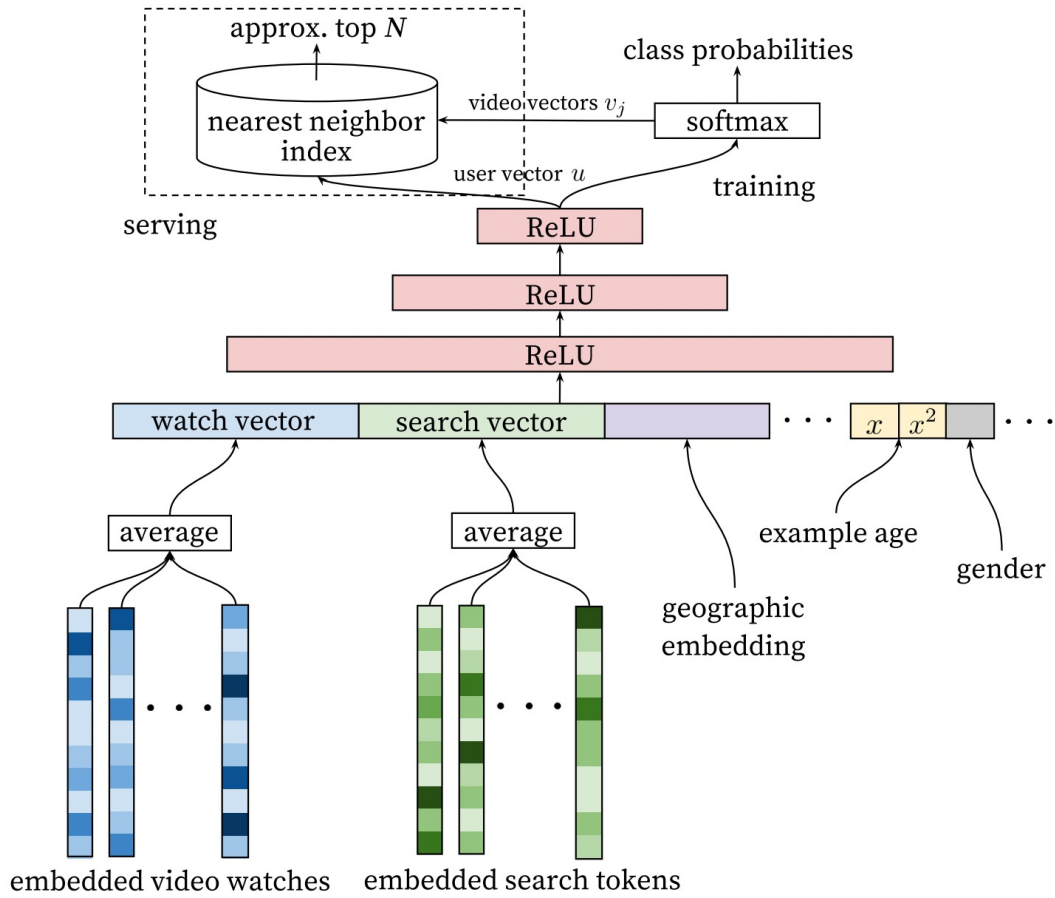 approx. top N
class probabilities
nearest neighbor
index
video vectors v_j
softmax
user vector u
training
serving
ReLU
ReLU
ReLU
watch vector
search vector
. . .
x
x²
. . .
average
average
example age
gender
geographic
embedding
. . .
. . .
embedded video watches
embedded search tokens